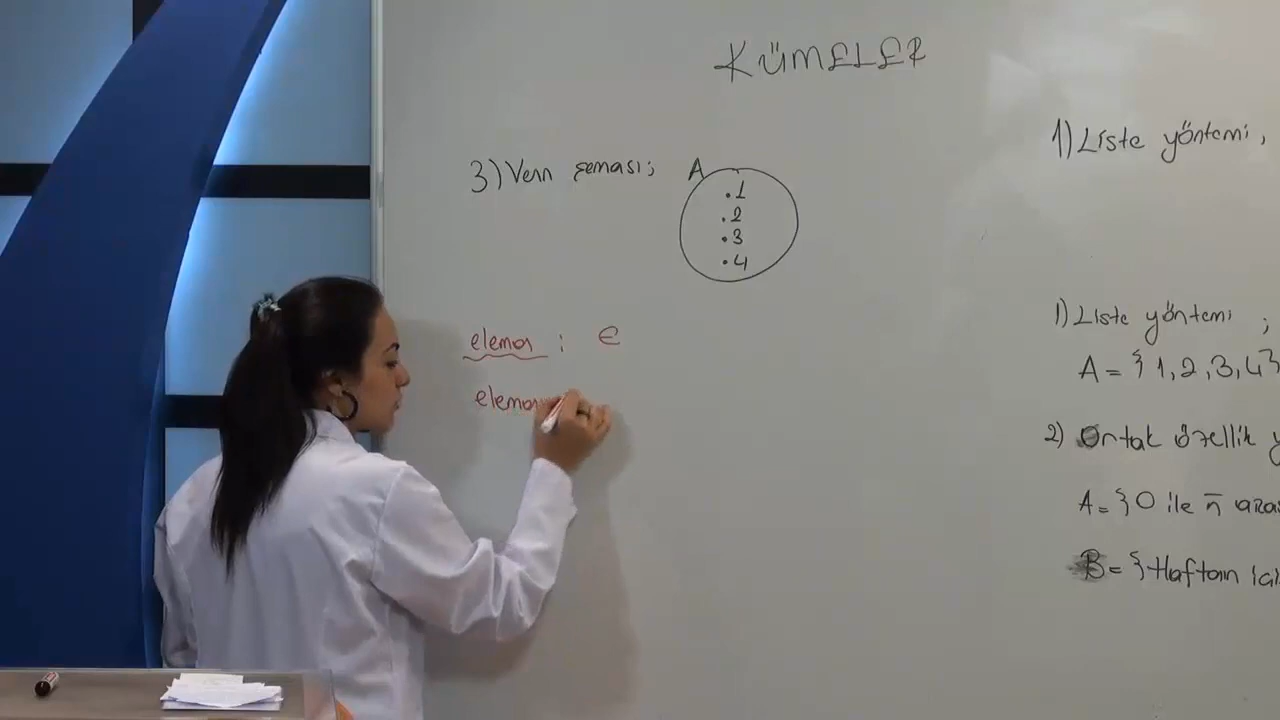 KÜMELER
3) Venn şeması; A
.1
.2
.3
.4
eleman : ∈
eleman
1) Liste yöntemi,
1) Liste yöntemi ;
A = { 1, 2, 3, 4 }
2) Ortak özellik y
A = { 0 ile
B = { Haftanın